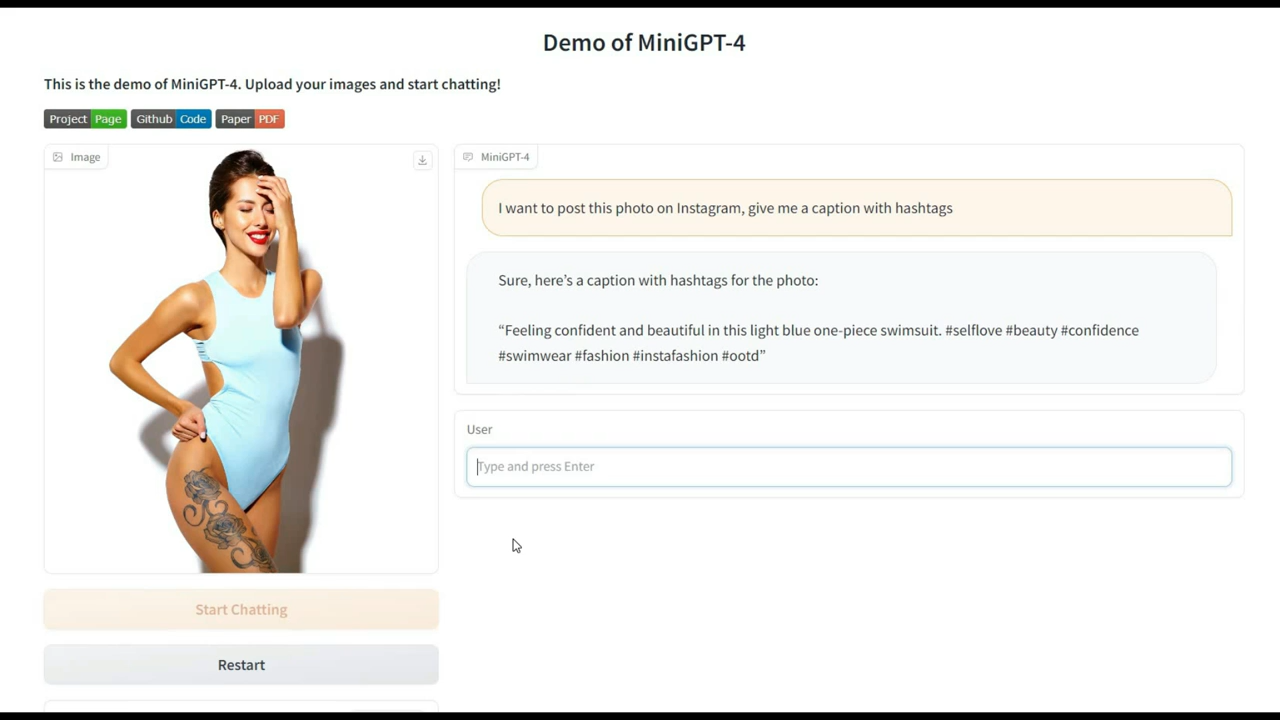 Demo of MiniGPT-4
This is the demo of MiniGPT-4. Upload your images and start chatting!
Project Page Github Code Paper PDF
Image
MiniGPT-4
I want to post this photo on Instagram, give me a caption with hashtags
Sure, here’s a caption with hashtags for the photo:
“Feeling confident and beautiful in this light blue one-piece swimsuit. #selflove #beauty #confidence
#swimwear #fashion #instafashion #ootd”
User
Type and press Enter
Start Chatting
Restart